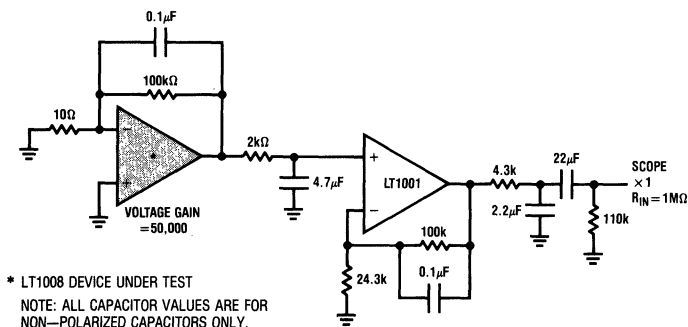 0.1µF
100kΩ
10Ω
−
*
+
VOLTAGE GAIN
=50,000
2kΩ
4.7µF
+
LT1001
−
100k
0.1µF
24.3k
4.3k
22µF
2.2µF
110k
SCOPE
×1
RIN=1MΩ
* LT1008 DEVICE UNDER TEST
NOTE: ALL CAPACITOR VALUES ARE FOR
NON—POLARIZED CAPACITORS ONLY.